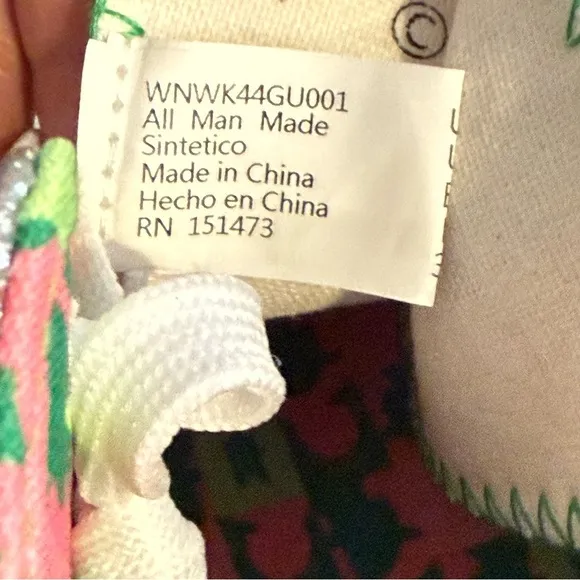 ©
WNWK44GU001
All Man Made
Sintetico
Made in China
Hecho en China
RN 151473